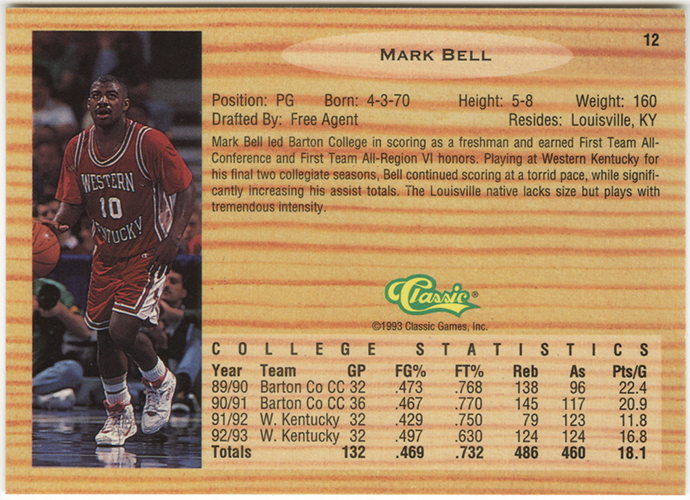 12
MARK BELL
Position: PG Born: 4-3-70 Height: 5-8 Weight: 160
Drafted By: Free Agent Resides: Louisville, KY
Mark Bell led Barton College in scoring as a freshman and earned First Team All-
Conference and First Team All-Region VI honors. Playing at Western Kentucky for
his final two collegiate seasons, Bell continued scoring at a torrid pace, while signifi-
cantly increasing his assist totals. The Louisville native lacks size but plays with
tremendous intensity.
WESTERN
10
KENTUCKY
Classic®
©1993 Classic Games, Inc.
COLLEGE STATISTICS
Year Team GP FG% FT% Reb As Pts/G
89/90 Barton Co CC 32 .473 .768 138 96 22.4
90/91 Barton Co CC 36 .467 .770 145 117 20.9
91/92 W. Kentucky 32 .429 .750 79 123 11.8
92/93 W. Kentucky 32 .497 .630 124 124 16.8
Totals 132 .469 .732 486 460 18.1